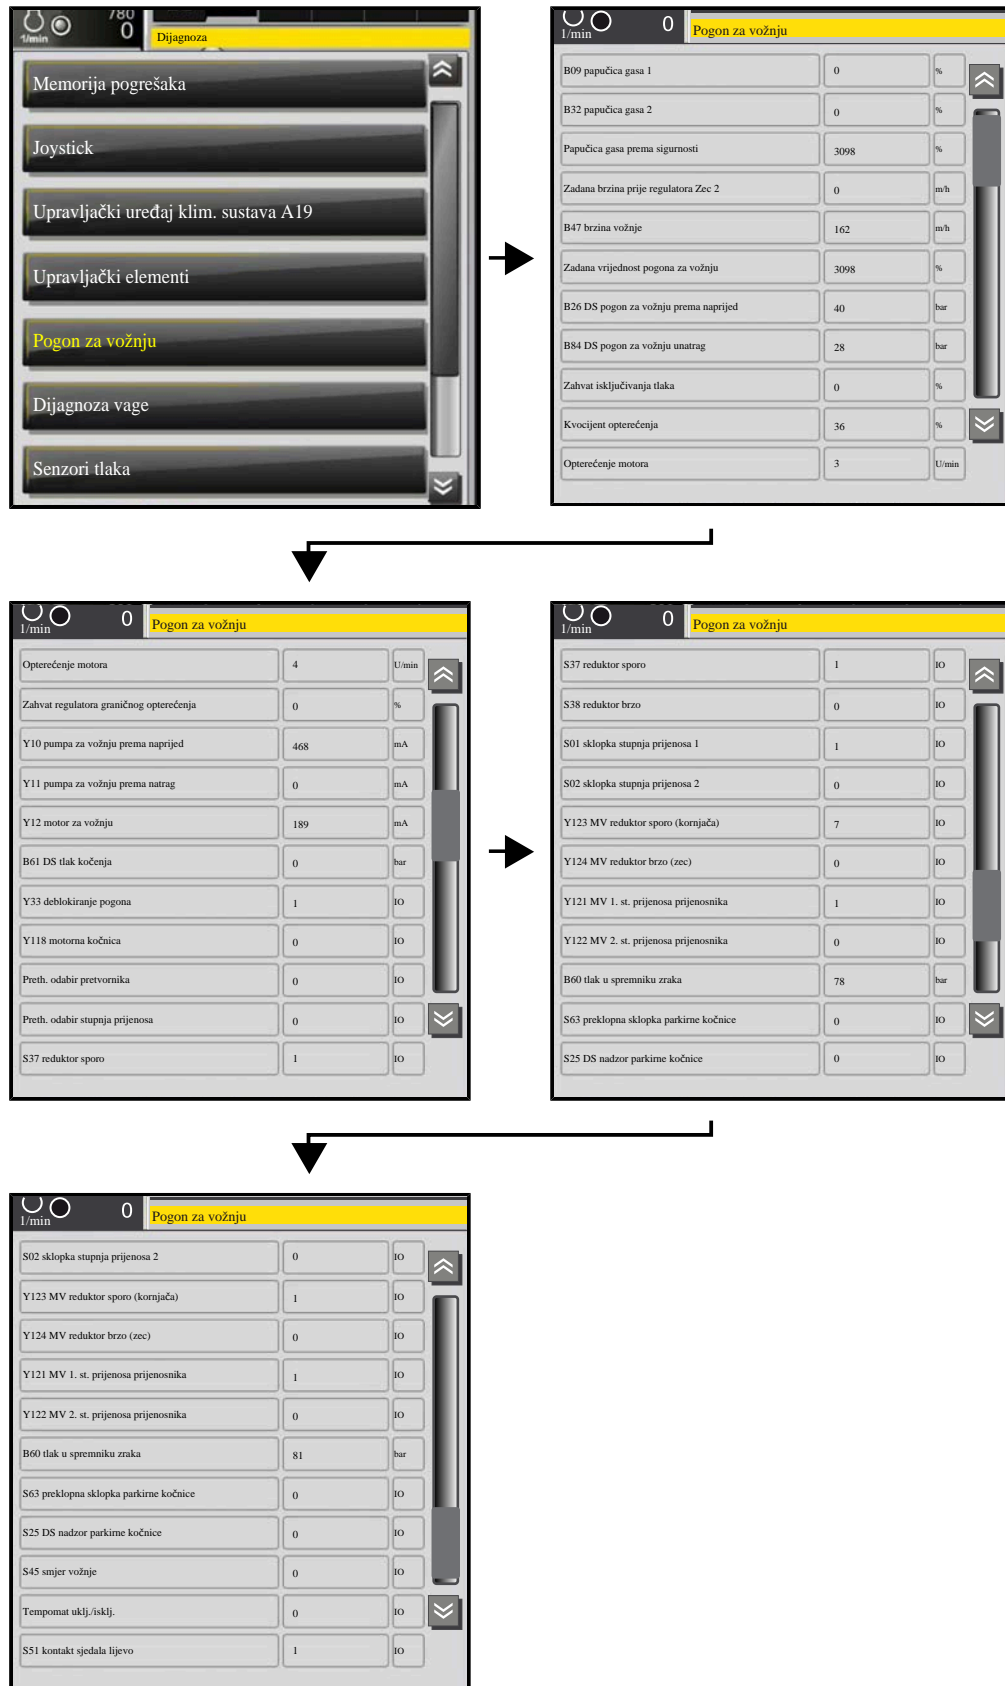 780
1/min 0 Dijagnoza
Memorija pogrešaka
Joystick
Upravljački uređaj klim. sustava A19
Upravljački elementi
Pogon za vožnju
Dijagnoza vage
Senzori tlaka
1/min 0 Pogon za vožnju
B09 papučica gasa 1 0 %
B32 papučica gasa 2 0 %
Papučica gasa prema sigurnosti 3098 %
Zadana brzina prije regulatora Zec 2 0 m/h
B47 brzina vožnje 162 m/h
Zadana vrijednost pogona za vožnju 3098 %
B26 DS pogon za vožnju prema naprijed 40 bar
B84 DS pogon za vožnju unatrag 28 bar
Zahvat isključivanja tlaka 0 %
Kvocijent opterećenja 36 %
Opterećenje motora 3 U/min
1/min 0 Pogon za vožnju
Opterećenje motora 4 U/min
Zahvat regulatora graničnog opterećenja 0 %
Y10 pumpa za vožnju prema naprijed 468 mA
Y11 pumpa za vožnju prema natrag 0 mA
Y12 motor za vožnju 189 mA
B61 DS tlak kočenja 0 bar
Y33 deblokiranje pogona 1 IO
Y118 motorna kočnica 0 IO
Preth. odabir pretvornika 0 IO
Preth. odabir stupnja prijenosa 0 IO
S37 reduktor sporo 1 IO
1/min 0 Pogon za vožnju
S37 reduktor sporo 1 IO
S38 reduktor brzo 0 IO
S01 sklopka stupnja prijenosa 1 1 IO
S02 sklopka stupnja prijenosa 2 0 IO
Y123 MV reduktor sporo (kornjača) 7 IO
Y124 MV reduktor brzo (zec) 0 IO
Y121 MV 1. st. prijenosa prijenosnika 1 IO
Y122 MV 2. st. prijenosa prijenosnika 0 IO
B60 tlak u spremniku zraka 78 bar
S63 preklopna sklopka parkirne kočnice 0 IO
S25 DS nadzor parkirne kočnice 0 IO
1/min 0 Pogon za vožnju
S02 sklopka stupnja prijenosa 2 0 IO
Y123 MV reduktor sporo (kornjača) 1 IO
Y124 MV reduktor brzo (zec) 0 IO
Y121 MV 1. st. prijenosa prijenosnika 1 IO
Y122 MV 2. st. prijenosa prijenosnika 0 IO
B60 tlak u spremniku zraka 81 bar
S63 preklopna sklopka parkirne kočnice 0 IO
S25 DS nadzor parkirne kočnice 0 IO
S45 smjer vožnje 0 IO
Tempomat uklj./isklj. 0 IO
S51 kontakt sjedala lijevo 1 IO